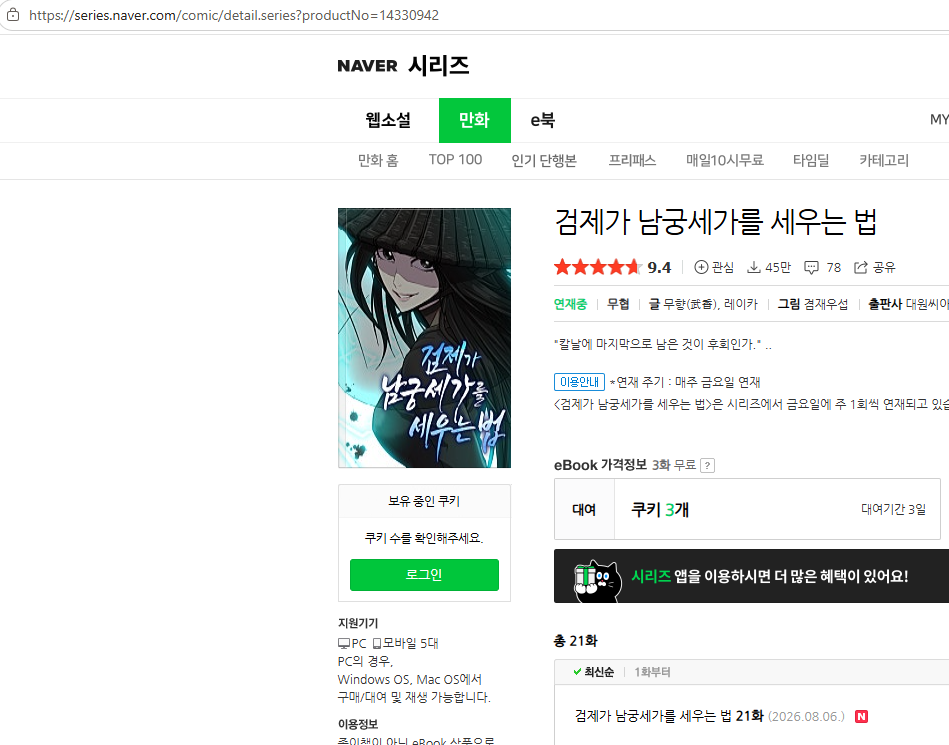 https://series.naver.com/comic/detail.series?productNo=14330942
NAVER 시리즈
웹소설 만화 e북 MY
만화 홈 TOP 100 인기 단행본 프리패스 매일10시무료 타임딜 카테고리
검제가
남궁세가를
세우는 법
검제가 남궁세가를 세우는 법
9.4 관심 45만 78 공유
연재중 무협 글 무향(武香), 레이카 그림 겸재우섭 출판사 대원씨아
"칼날에 마지막으로 남은 것이 후회인가." ..
이용안내 *연재 주기 : 매주 금요일 연재
<검제가 남궁세가를 세우는 법>은 시리즈에서 금요일에 주 1회씩 연재되고 있습
eBook 가격정보 3화 무료 ?
대여 쿠키 3개 대여기간 3일
시리즈 앱을 이용하시면 더 많은 혜택이 있어요!
보유 중인 쿠키
쿠키 수를 확인해주세요.
로그인
지원기기
PC 모바일 5대
PC의 경우,
Windows OS, Mac OS에서
구매/대여 및 재생 가능합니다.
이용정보
종이책이 아닌 eBook 상품으로
총 21화
최신순 1화부터
검제가 남궁세가를 세우는 법 21화 (2026.08.06.) N